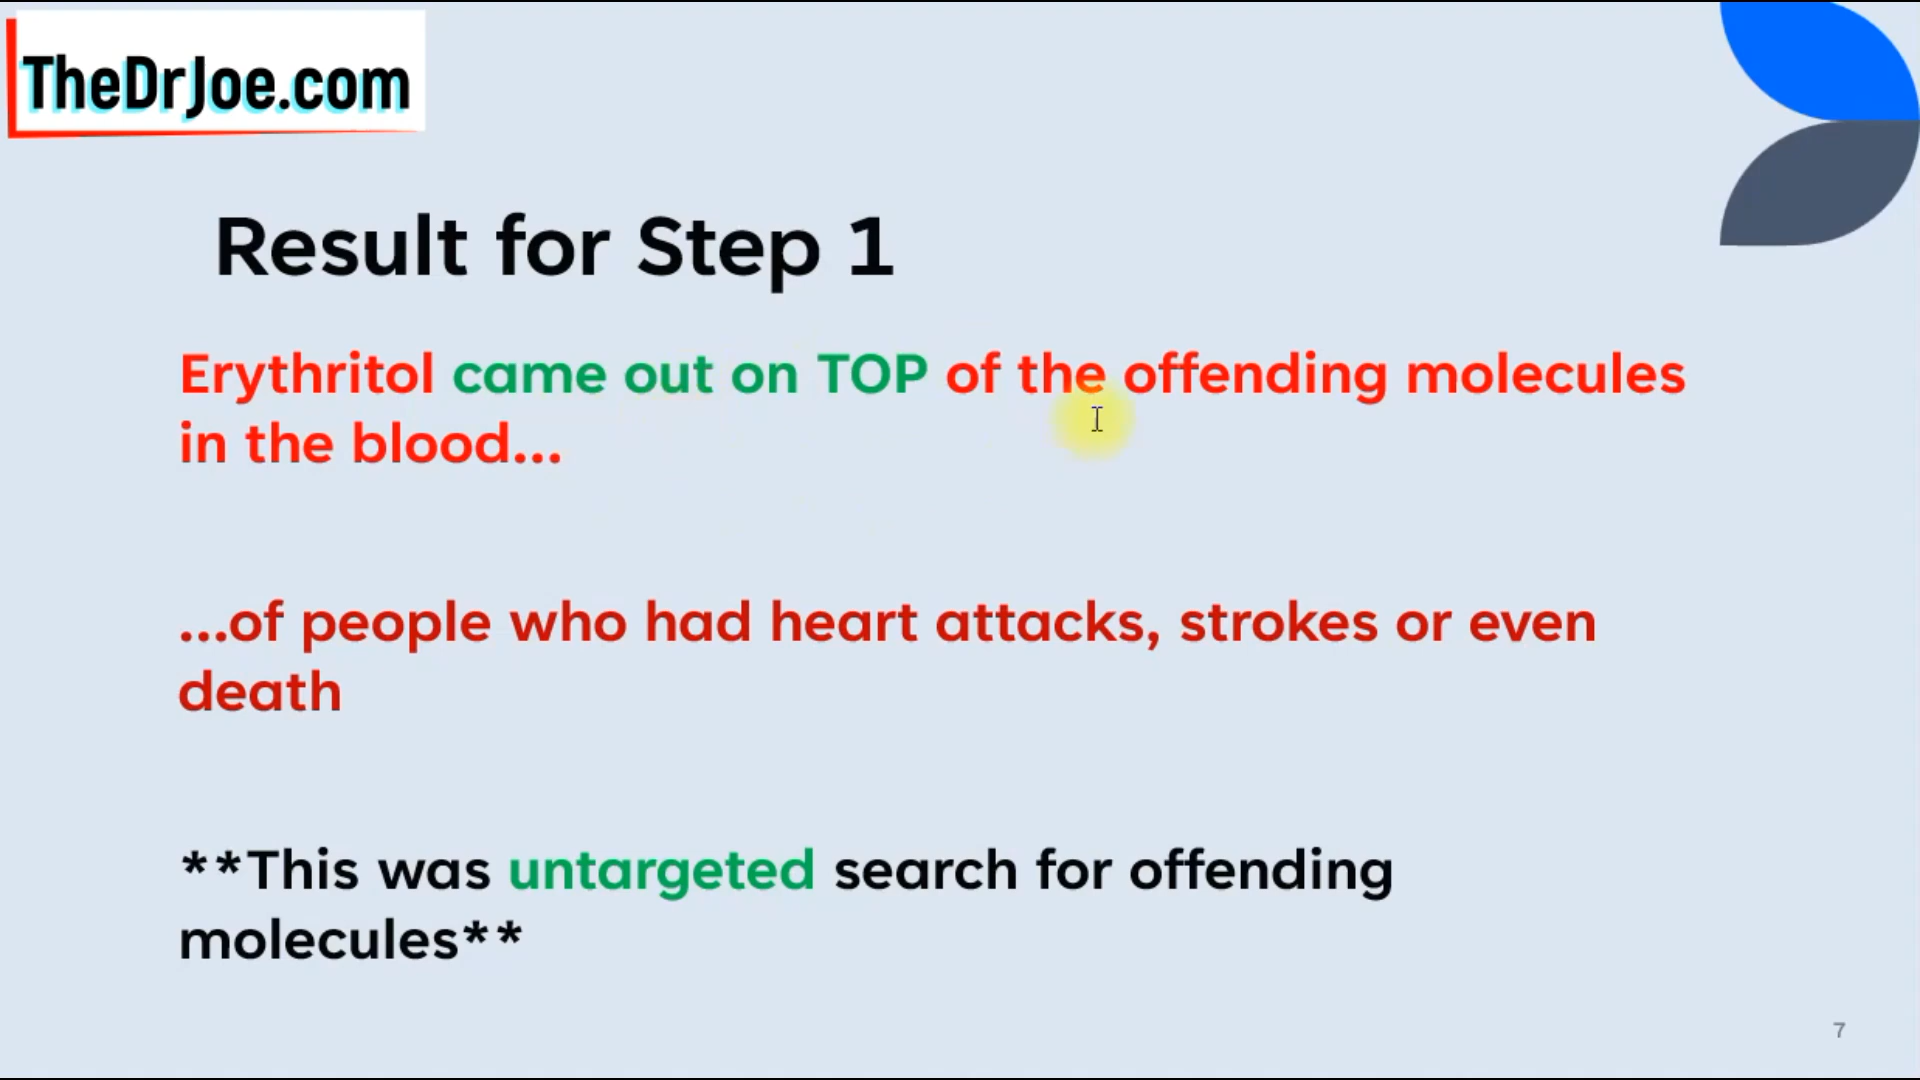 TheDrJoe.com
Result for Step 1
Erythritol came out on TOP of the offending molecules
in the blood...
...of people who had heart attacks, strokes or even
death
**This was untargeted search for offending
molecules**
7